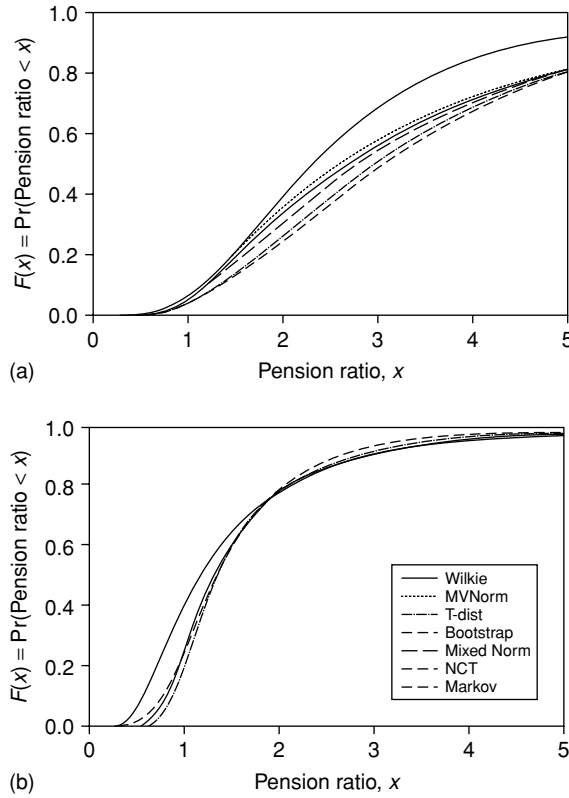 1.0
0.8
0.6
0.4
0.2
0.0
F(x) = Pr(Pension ratio < x)
0 1 2 3 4 5
Pension ratio, x
(a)
1.0
0.8
0.6
0.4
0.2
0.0
F(x) = Pr(Pension ratio < x)
Wilkie
MVNorm
T-dist
Bootstrap
Mixed Norm
NCT
Markov
0 1 2 3 4 5
Pension ratio, x
(b)